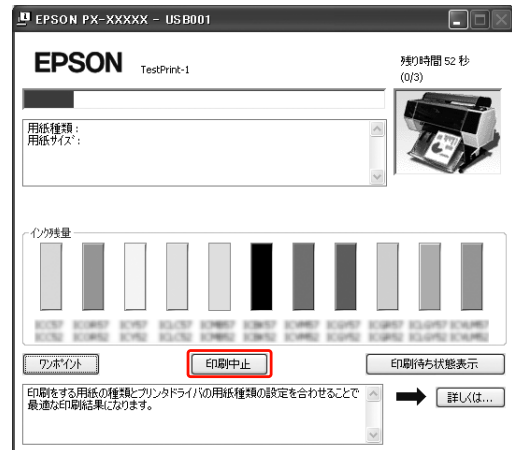 EPSON PX-XXXXX - USB001
EPSON TestPrint-1
残り時間 52 秒
(0/3)
用紙種類 :
用紙サイズ :
インク残量
ワンポイント
印刷中止
印刷待ち状態表示
印刷をする用紙の種類とプリンタドライバの用紙種類の設定を合わせることで
最適な印刷結果になります。
詳しくは...